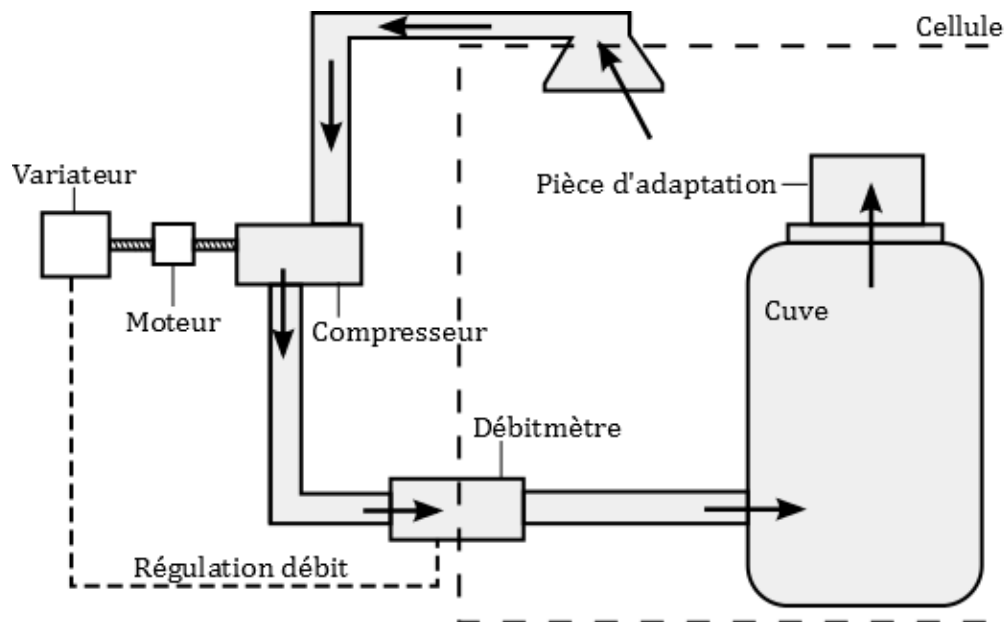 Cellule
Variateur
Pièce d'adaptation
Moteur
Compresseur
Cuve
Débitmètre
Régulation débit